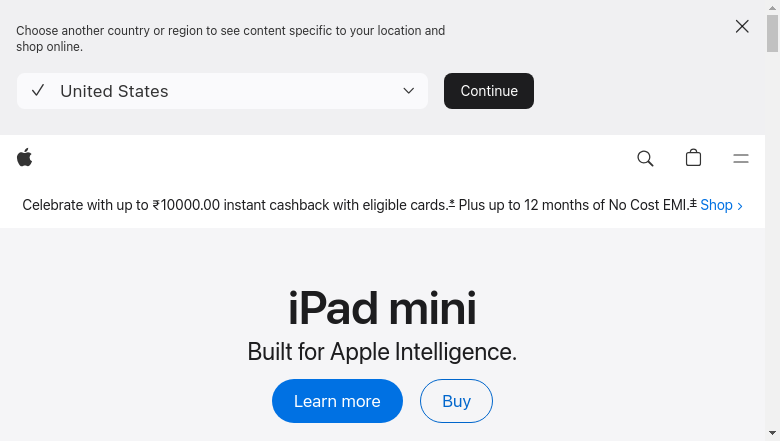 Choose another country or region to see content specific to your location and
shop online.
United States
Continue
Celebrate with up to ₹10000.00 instant cashback with eligible cards.* Plus up to 12 months of No Cost EMI.‡ Shop >
iPad mini
Built for Apple Intelligence.
Learn more
Buy